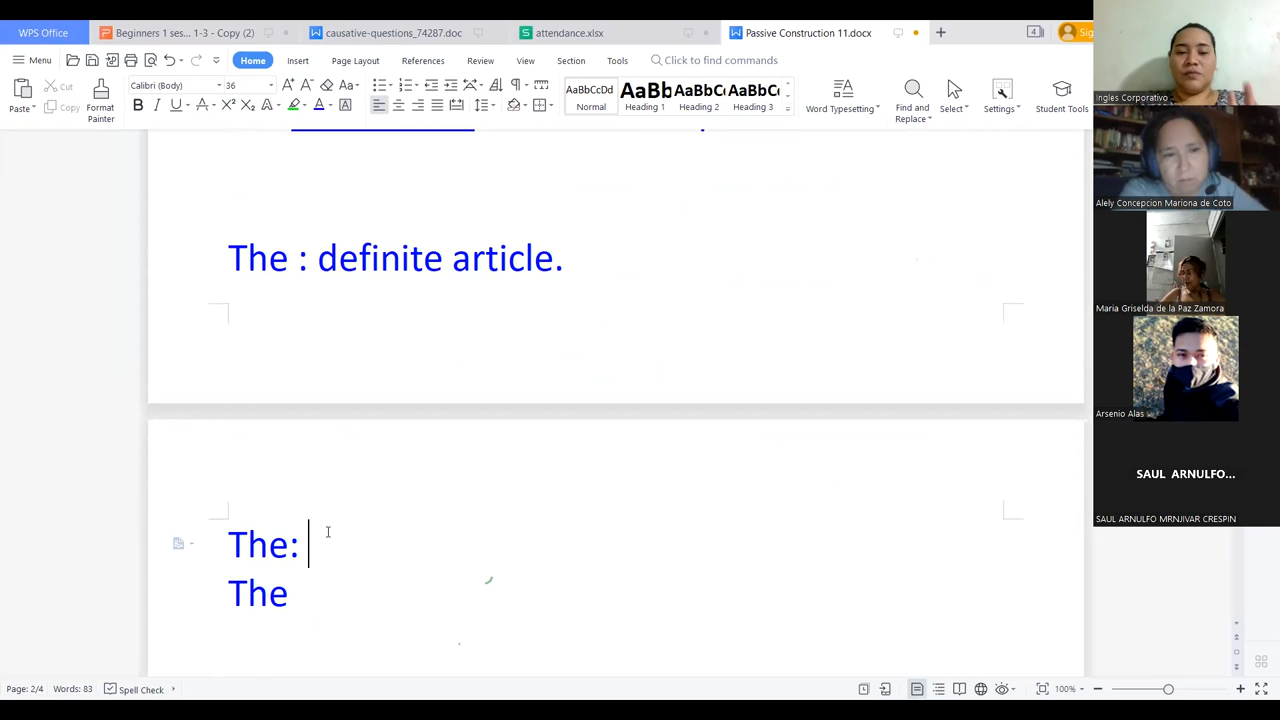 WPS Office
Beginners 1 ses... 1-3 - Copy (2)
causative-questions_74287.doc
attendance.xlsx
Passive Construction 11.docx
Menu
Home
Insert
Page Layout
References
Review
View
Section
Tools
Click to find commands
4
Paste
Cut
Copy
Format
Painter
Calibri (Body)
36
AaBbCcDd
Normal
AaBb
Heading 1
AaBbCc
Heading 2
AaBbCc
Heading 3
Word Typesetting
Find and
Replace
Select
Settings
Student Tools
The : definite article.
The:
The
Ingles Corporativo
Alely Concepcion Mariona de Coto
Maria Griselda de la Paz Zamora
Arsenio Alas
SAUL ARNULFO...
SAUL ARNULFO MRNJIVAR CRESPIN
Page: 2/4
Words: 83
Spell Check
100%